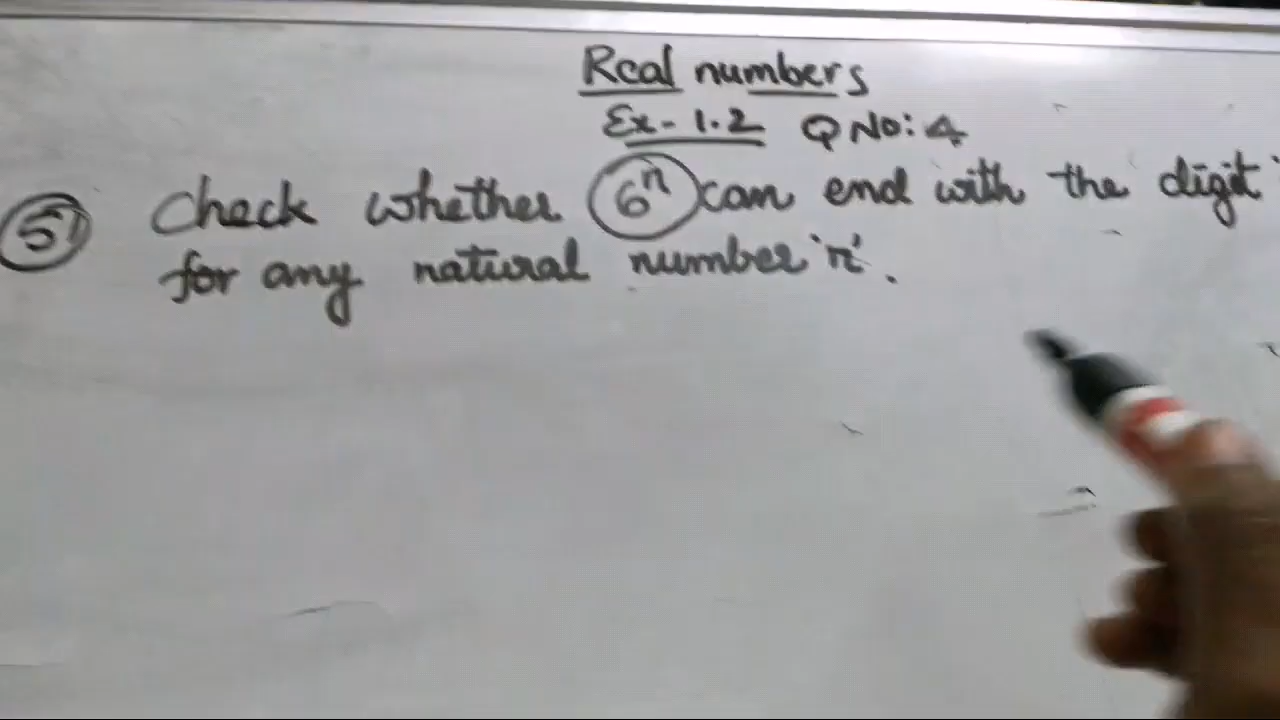 Real numbers
Ex - 1.2 Q No: 4
5) Check whether 6ⁿ can end with the digit '
for any natural number 'n'.